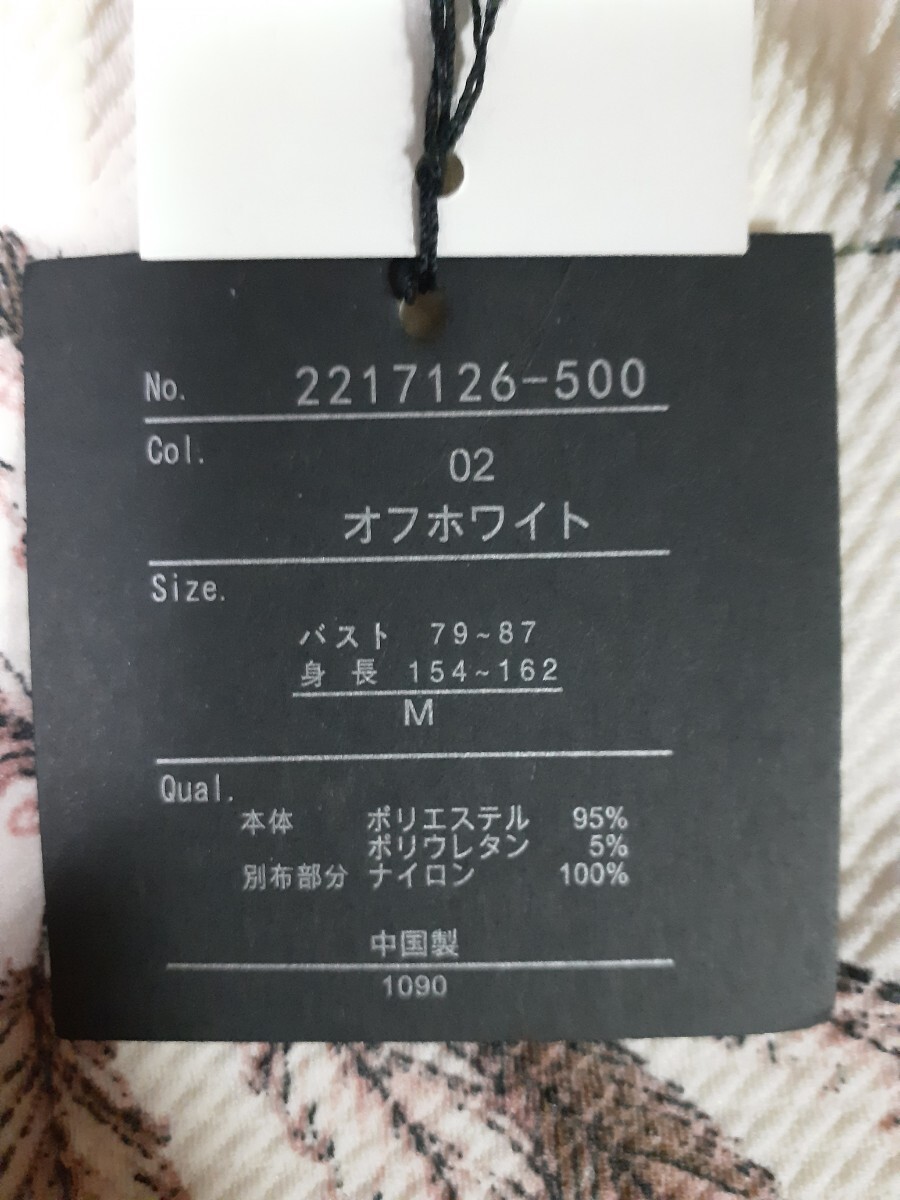 No. 2217126-500
Col. 02
オフホワイト
Size.
バスト 79~87
身長 154~162
M
Qual.
本体 ポリエステル 95%
ポリウレタン 5%
別布部分 ナイロン 100%
中国製
1090